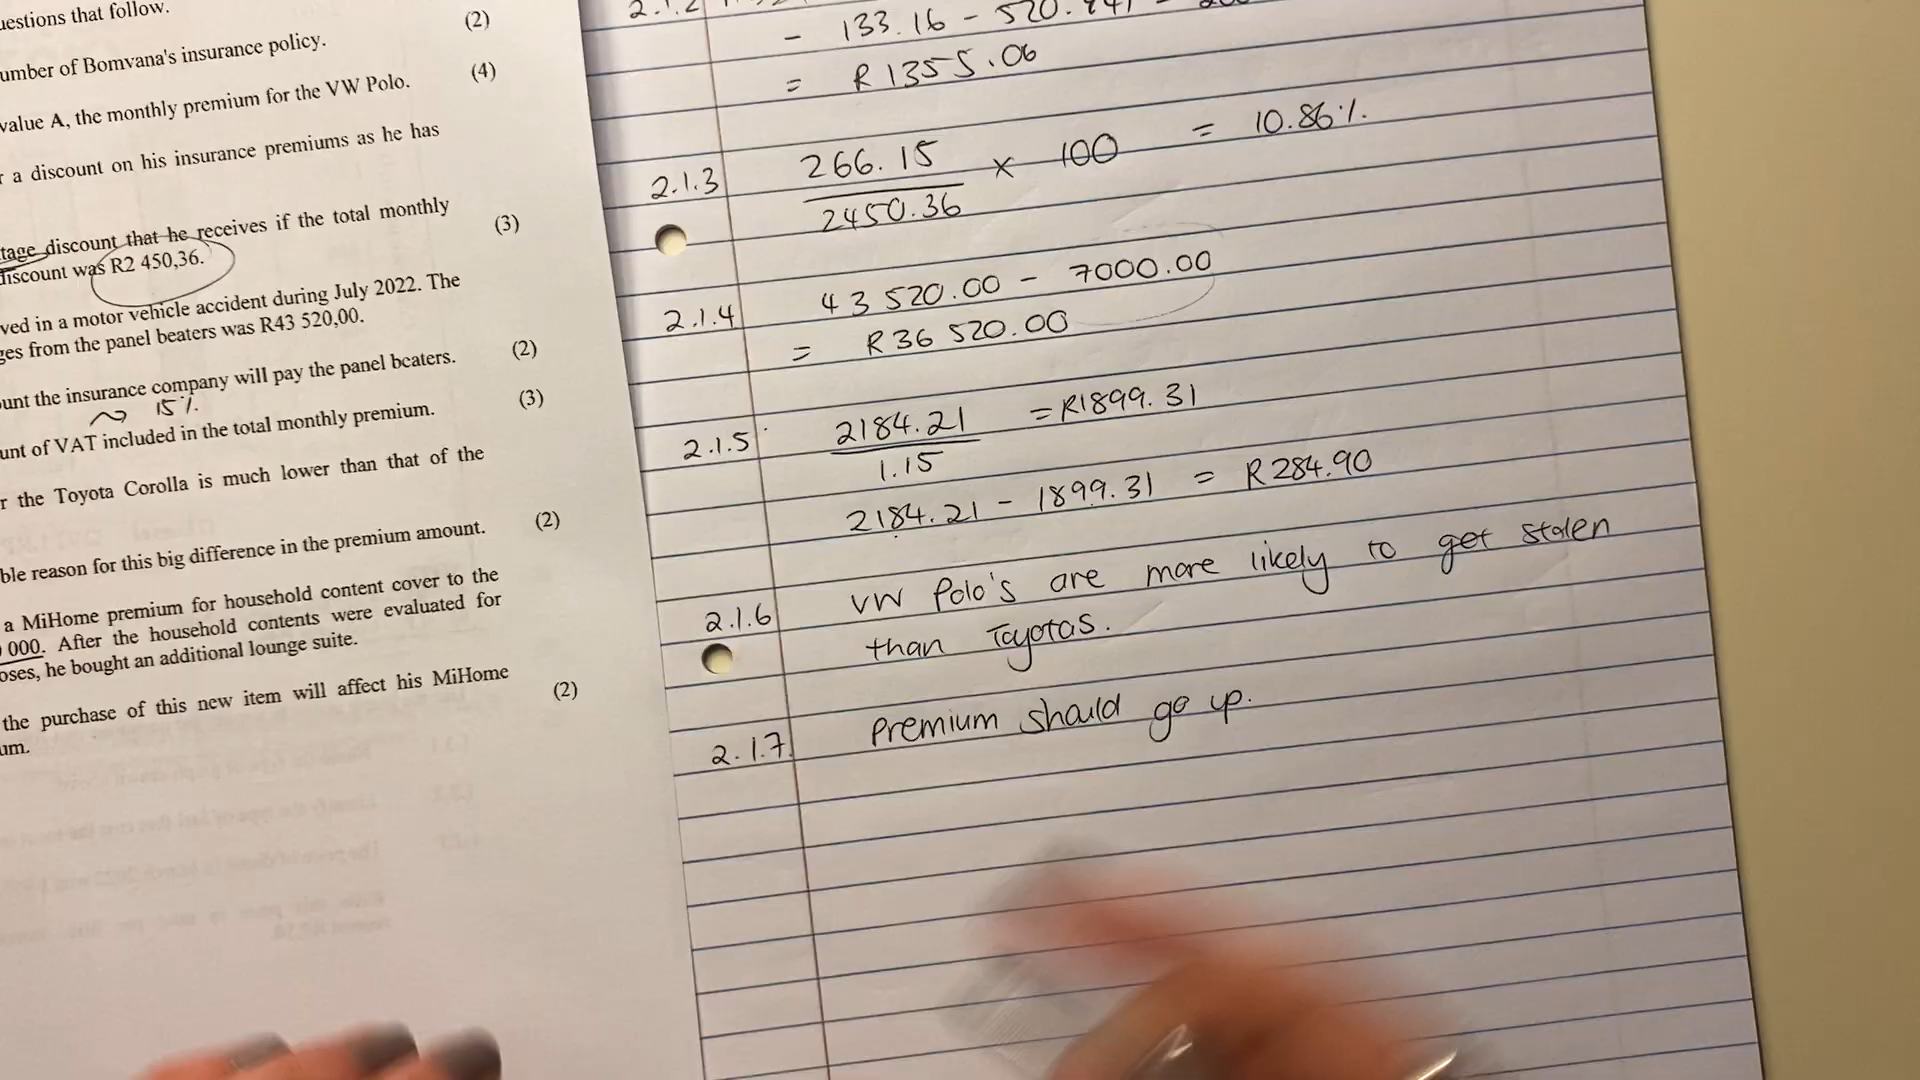 uestions that follow.
(2)
umber of Bomvana's insurance policy.
(4)
value A, the monthly premium for the VW Polo.
r a discount on his insurance premiums as he has
tage discount that he receives if the total monthly
(3)
discount was R2 450,36.
ved in a motor vehicle accident during July 2022. The
ges from the panel beaters was R43 520,00.
unt the insurance company will pay the panel beaters.
(2)
15%.
unt of VAT included in the total monthly premium.
(3)
r the Toyota Corolla is much lower than that of the
ble reason for this big difference in the premium amount.
(2)
a MiHome premium for household content cover to the
000. After the household contents were evaluated for
oses, he bought an additional lounge suite.
the purchase of this new item will affect his MiHome
(2)
um.
2.1.2
- 133.16 - 520.
= R1355.06
2.1.3 266.15 × 100 = 10.86%.
2450.36
2.1.4 43 520.00 - 7000.00
= R36 520.00
2.1.5 2184.21 = R1899.31
1.15
2184.21 - 1899.31 = R284.90
2.1.6 VW Polo's are more likely to get stolen
than Toyotas.
2.1.7 Premium should go up.